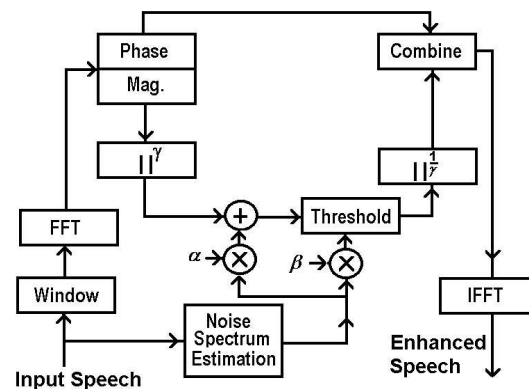 Phase
Mag.
Combine
||^γ
||^{1/γ}
FFT
+
Threshold
α
×
β
×
Window
Noise
Spectrum
Estimation
IFFT
Input Speech
Enhanced
Speech